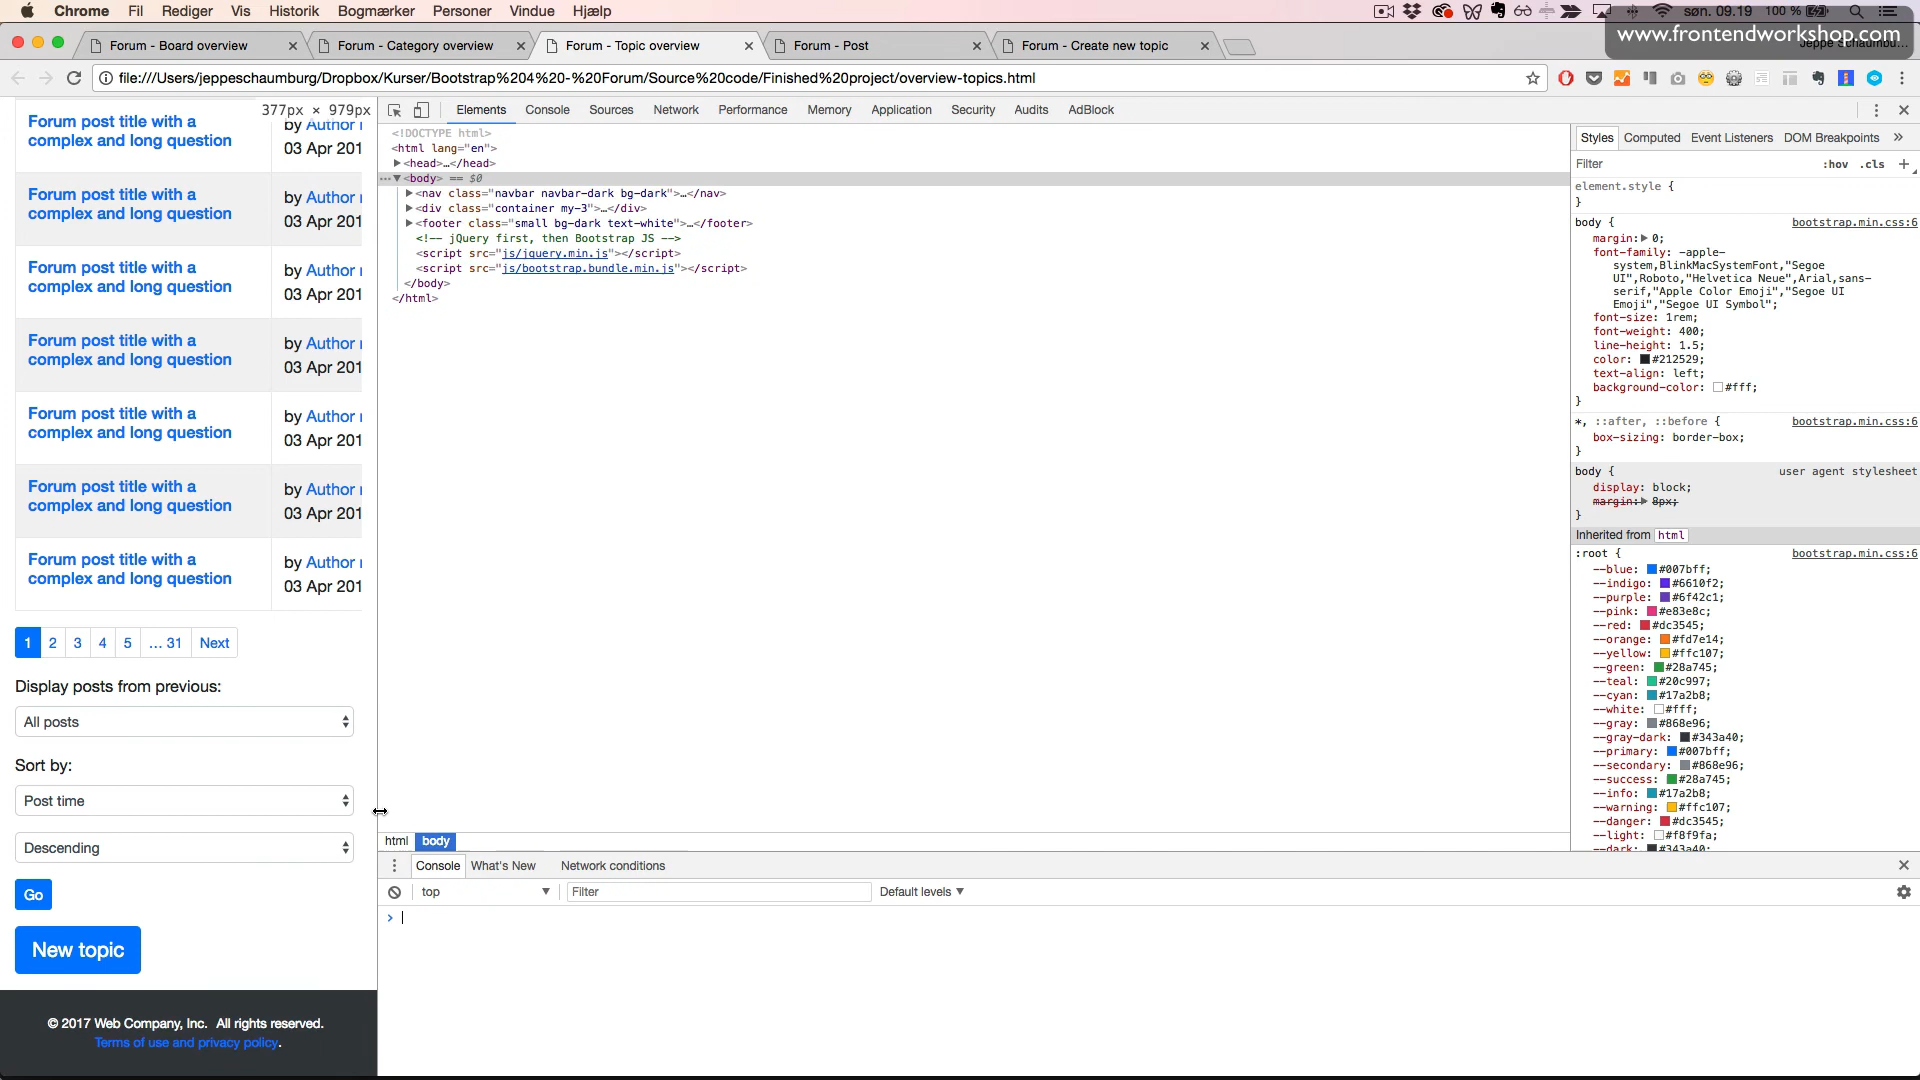 Chrome Fil Rediger Vis Historik Bogmærker Personer Vindue Hjælp søn. 09.19 100 %
www.frontendworkshop.com
Forum - Board overview Forum - Category overview Forum - Topic overview Forum - Post Forum - Create new topic Jeppe Schaumbu...
file:///Users/jeppeschaumburg/Dropbox/Kurser/Bootstrap%204%20-%20Forum/Source%20code/Finished%20project/overview-topics.html
377px × 979px
Forum post title with a
complex and long question
by Author
03 Apr 201
Forum post title with a
complex and long question
by Author
03 Apr 201
Forum post title with a
complex and long question
by Author
03 Apr 201
Forum post title with a
complex and long question
by Author
03 Apr 201
Forum post title with a
complex and long question
by Author
03 Apr 201
Forum post title with a
complex and long question
by Author
03 Apr 201
Forum post title with a
complex and long question
by Author
03 Apr 201
1 2 3 4 5 ... 31 Next
Display posts from previous:
All posts
Sort by:
Post time
Descending
Go
New topic
© 2017 Web Company, Inc. All rights reserved.
Terms of use and privacy policy.
Elements Console Sources Network Performance Memory Application Security Audits AdBlock
<!DOCTYPE html>
<html lang="en">
<head>…</head>
<body> == $0
<nav class="navbar navbar-dark bg-dark">…</nav>
<div class="container my-3">…</div>
<footer class="small bg-dark text-white">…</footer>
<!-- jQuery first, then Bootstrap JS -->
<script src="js/jquery.min.js"></script>
<script src="js/bootstrap.bundle.min.js"></script>
</body>
</html>
html body
Console What's New Network conditions
top Filter Default levels
Styles Computed Event Listeners DOM Breakpoints »
Filter :hov .cls +
element.style {
}
body { bootstrap.min.css:6
margin: 0;
font-family: -apple-
system,BlinkMacSystemFont,"Segoe
UI",Roboto,"Helvetica Neue",Arial,sans-
serif,"Apple Color Emoji","Segoe UI
Emoji","Segoe UI Symbol";
font-size: 1rem;
font-weight: 400;
line-height: 1.5;
color: #212529;
text-align: left;
background-color: #fff;
}
*, ::after, ::before { bootstrap.min.css:6
box-sizing: border-box;
}
body { user agent stylesheet
display: block;
margin: 8px;
}
Inherited from html
:root { bootstrap.min.css:6
--blue: #007bff;
--indigo: #6610f2;
--purple: #6f42c1;
--pink: #e83e8c;
--red: #dc3545;
--orange: #fd7e14;
--yellow: #ffc107;
--green: #28a745;
--teal: #20c997;
--cyan: #17a2b8;
--white: #fff;
--gray: #868e96;
--gray-dark: #343a40;
--primary: #007bff;
--secondary: #868e96;
--success: #28a745;
--info: #17a2b8;
--warning: #ffc107;
--danger: #dc3545;
--light: #f8f9fa;
--dark: #343a40;